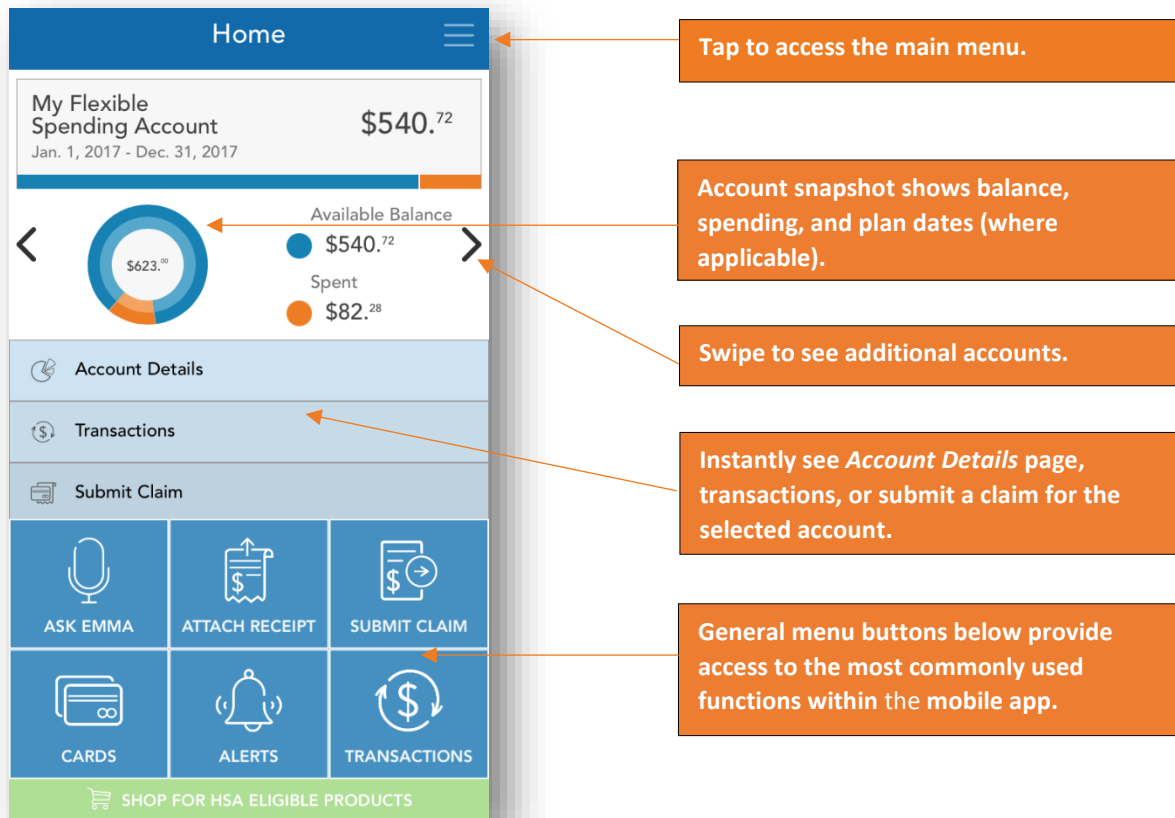 Home
Tap to access the main menu.
My Flexible
Spending Account
$540.72
Jan. 1, 2017 - Dec. 31, 2017
Account snapshot shows balance,
spending, and plan dates (where
applicable).
$623.00
Available Balance
$540.72
Spent
$82.28
Swipe to see additional accounts.
Account Details
Transactions
Submit Claim
Instantly see Account Details page,
transactions, or submit a claim for the
selected account.
ASK EMMA
ATTACH RECEIPT
SUBMIT CLAIM
General menu buttons below provide
access to the most commonly used
functions within the mobile app.
CARDS
ALERTS
TRANSACTIONS
SHOP FOR HSA ELIGIBLE PRODUCTS